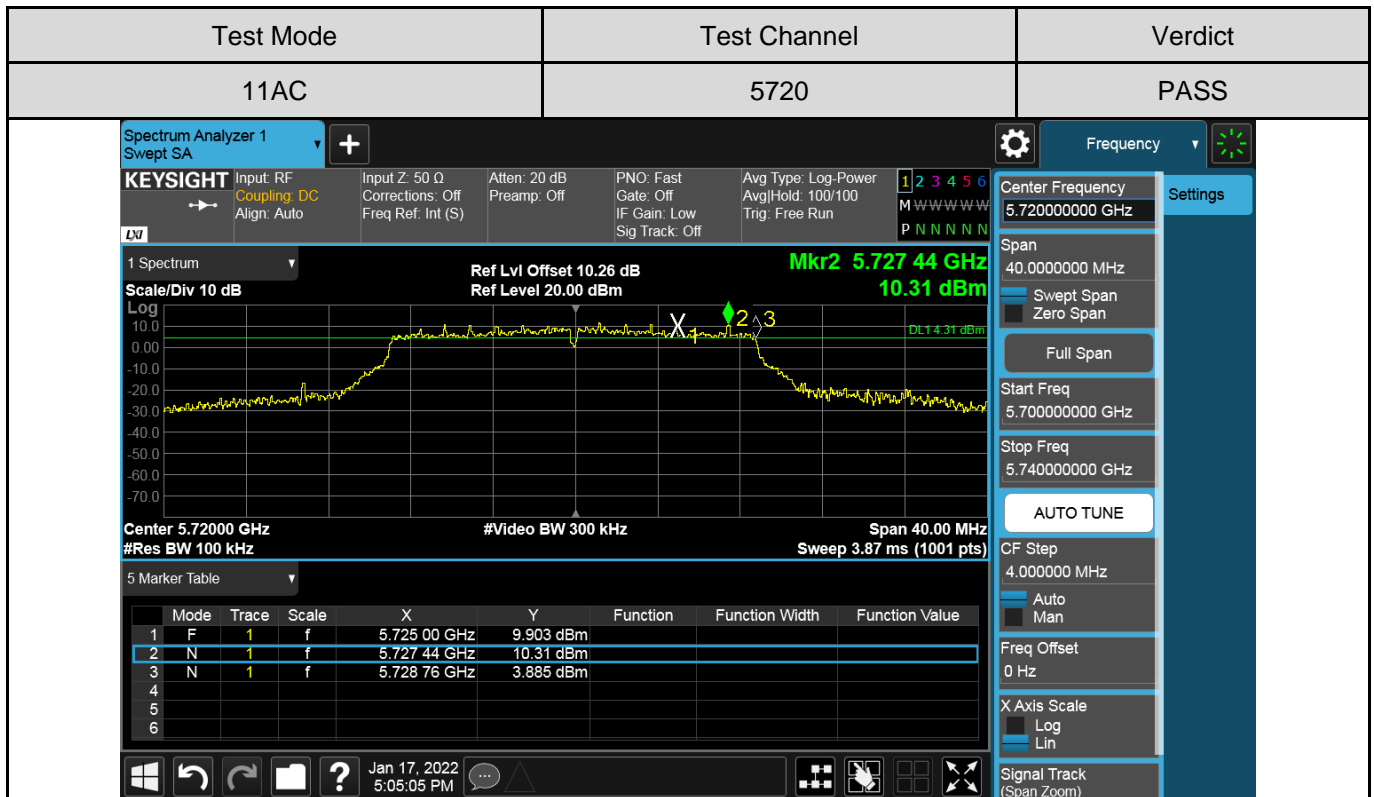 Test Mode Test Channel Verdict
11AC 5720 PASS
Spectrum Analyzer 1
Swept SA
+
Frequency
KEYSIGHT
LXI
Input: RF
Coupling: DC
Align: Auto
Input Z: 50 Ω
Corrections: Off
Freq Ref: Int (S)
Atten: 20 dB
Preamp: Off
PNO: Fast
Gate: Off
IF Gain: Low
Sig Track: Off
Avg Type: Log-Power
Avg|Hold: 100/100
Trig: Free Run
1 2 3 4 5 6
M W W W W W
P N N N N N
1 Spectrum
Scale/Div 10 dB
Ref Lvl Offset 10.26 dB
Ref Level 20.00 dBm
Mkr2 5.727 44 GHz
10.31 dBm
Log
10.0
0.00
-10.0
-20.0
-30.0
-40.0
-50.0
-60.0
-70.0
1
2
3
DL1 4.31 dBm
Center 5.72000 GHz #Video BW 300 kHz Span 40.00 MHz
#Res BW 100 kHz Sweep 3.87 ms (1001 pts)
5 Marker Table
Mode Trace Scale X Y Function Function Width Function Value
1 F 1 f 5.725 00 GHz 9.903 dBm
2 N 1 f 5.727 44 GHz 10.31 dBm
3 N 1 f 5.728 76 GHz 3.885 dBm
4
5
6
?
Jan 17, 2022
5:05:05 PM
Center Frequency
5.720000000 GHz
Settings
Span
40.0000000 MHz
Swept Span
Zero Span
Full Span
Start Freq
5.700000000 GHz
Stop Freq
5.740000000 GHz
AUTO TUNE
CF Step
4.000000 MHz
Auto
Man
Freq Offset
0 Hz
X Axis Scale
Log
Lin
Signal Track
(Span Zoom)